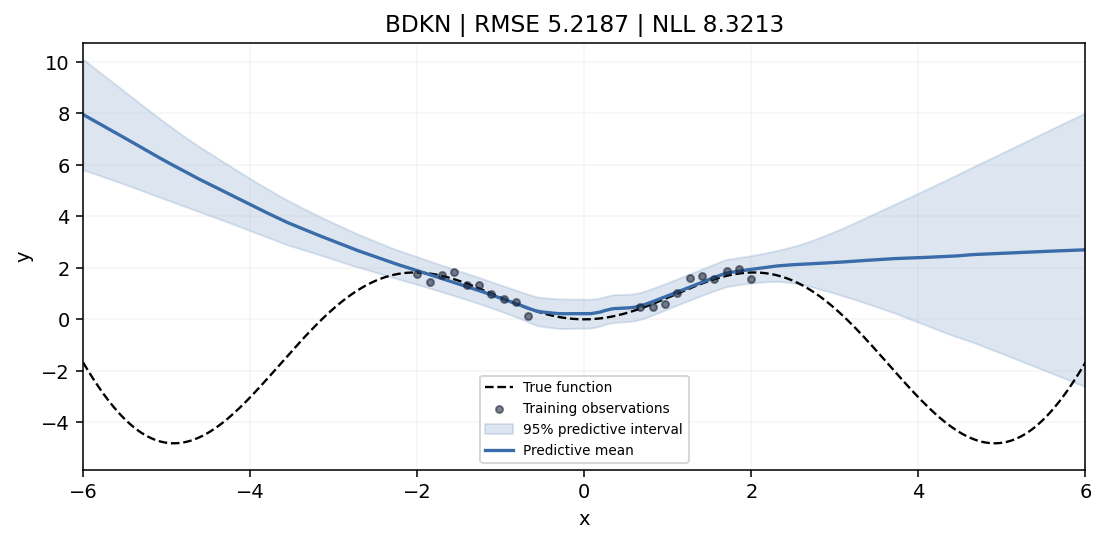 BDKN | RMSE 5.2187 | NLL 8.3213
10
8
6
4
2
0
−2
−4
y
True function
Training observations
95% predictive interval
Predictive mean
−6 −4 −2 0 2 4 6
x